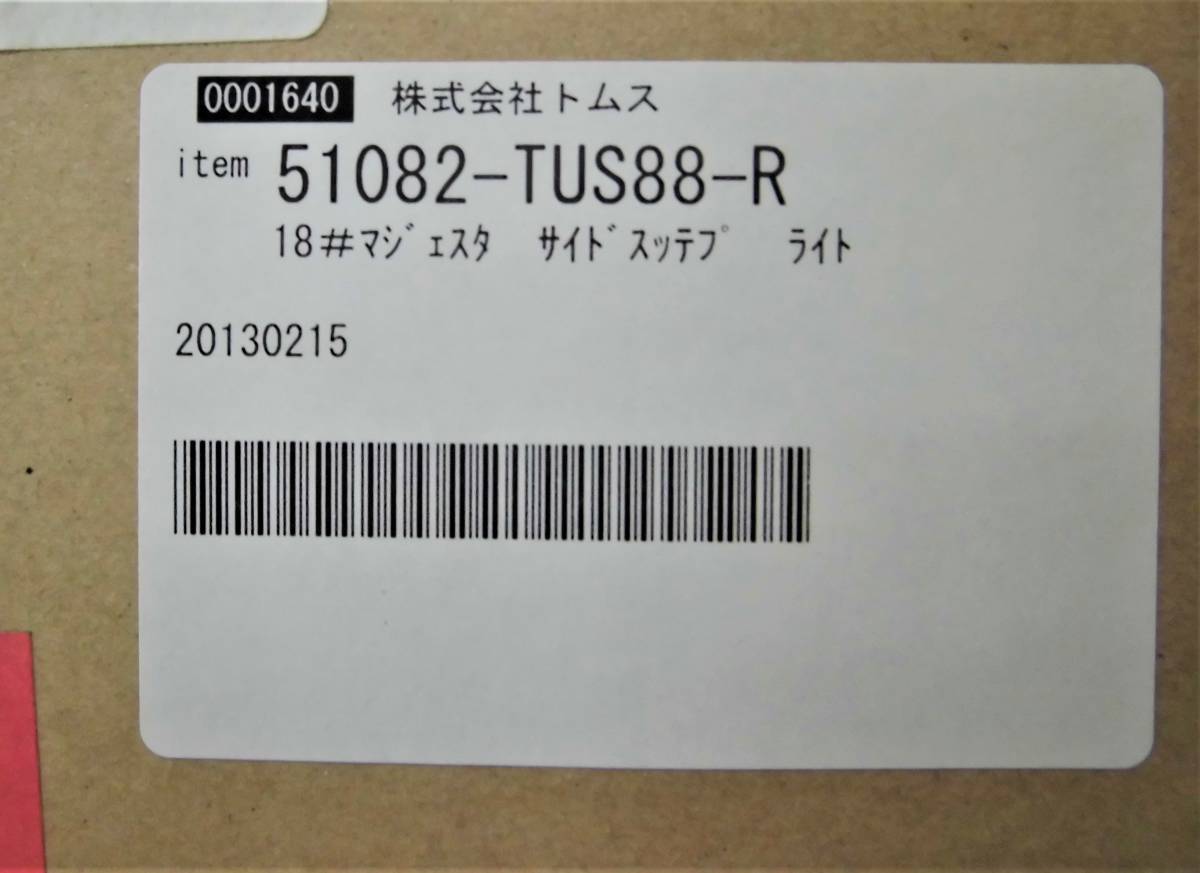 0001640 株式会社トムス
item 51082-TUS88-R
18#マジェスタ サイドスッテプ ライト
20130215